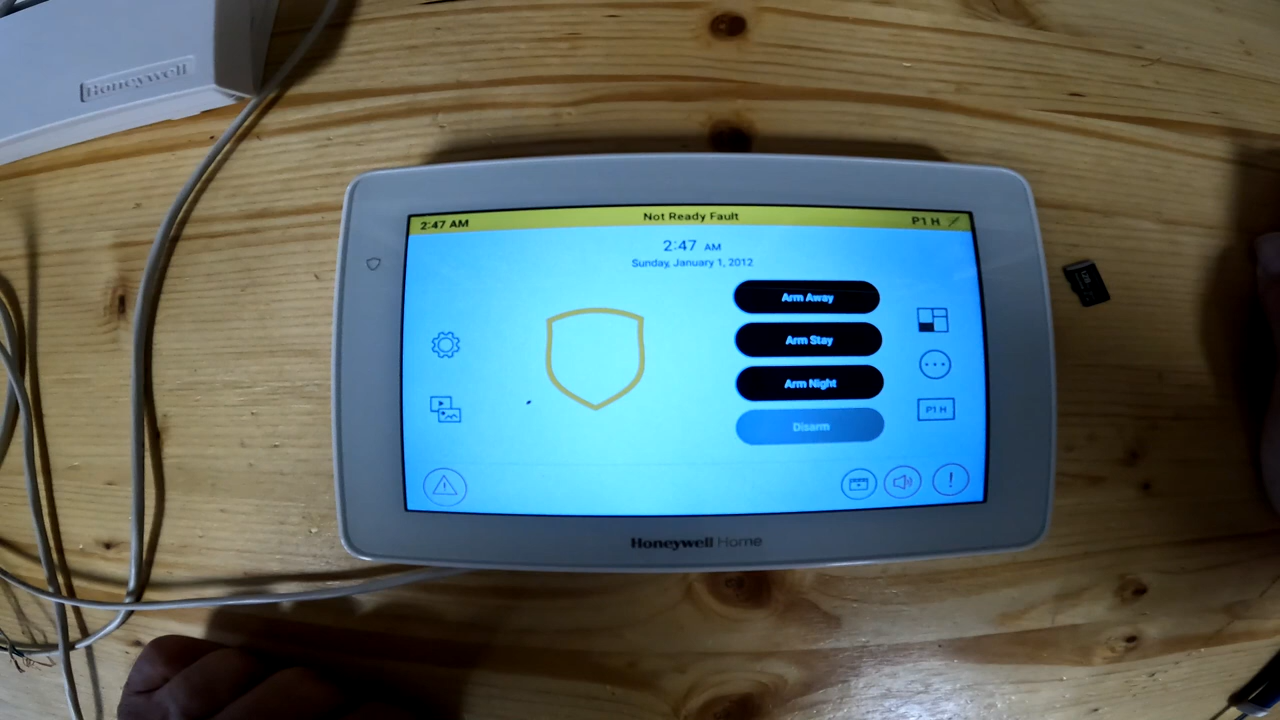 Honeywell
2:47 AM
Not Ready Fault
P1 H
2:47 AM
Sunday, January 1, 2012
Arm Away
Arm Stay
Arm Night
Disarm
P1 H
Honeywell Home